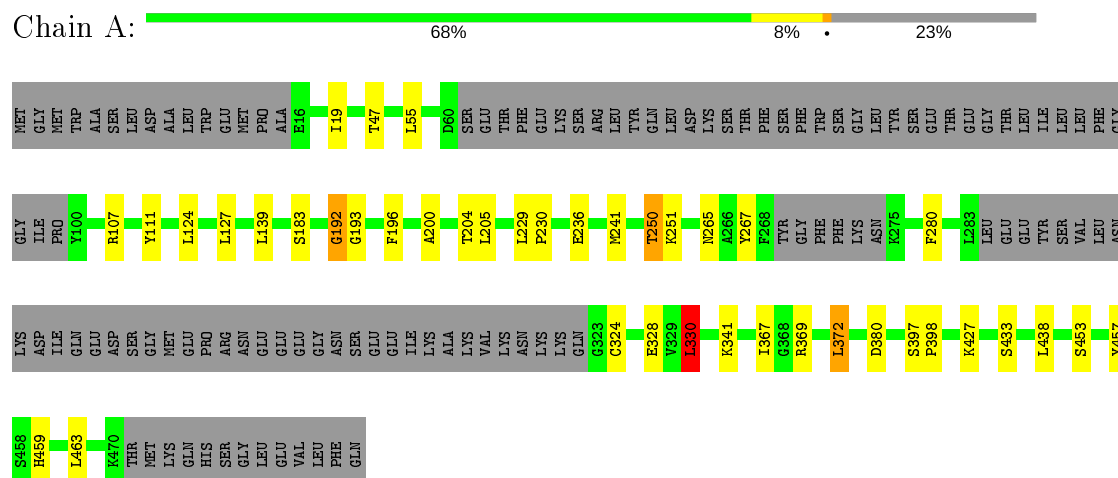 Chain A:
68% 8% • 23%
MET GLY MET TRP ALA SER LEU ASP ALA LEU TRP GLU MET PRO ALA E16 I19 T47 L55 D60 SER GLU THR PHE GLU LYS SER ARG LEU TYR GLN LEU ASP LYS SER THR PHE SER PHE TRP SER GLY LEU TYR SER GLU THR GLU GLY THR LEU ILE LEU LEU PHE GLY
GLY ILE PRO Y100 R107 Y111 L124 L127 L139 S183 G192 G193 F196 A200 T204 L205 L229 P230 E236 M241 T250 K251 N265 A266 Y267 F268 TYR GLY PHE PHE LYS ASN K275 F280 L283 LEU GLU GLU TYR SER VAL LEU ASN
LYS ASP ILE GLN GLU ASP SER GLY MET GLU PRO ARG ASN GLU GLU GLU GLY ASN SER GLU GLU ILE LYS ALA LYS VAL LYS ASN LYS LYS GLN G323 C324 E328 V329 L330 K341 I367 G368 R369 L372 D380 S397 P398 K427 S433 L438 S453 Y457
S458 H459 L463 K470 THR MET LYS GLN HIS SER GLY LEU GLU VAL LEU PHE GLN